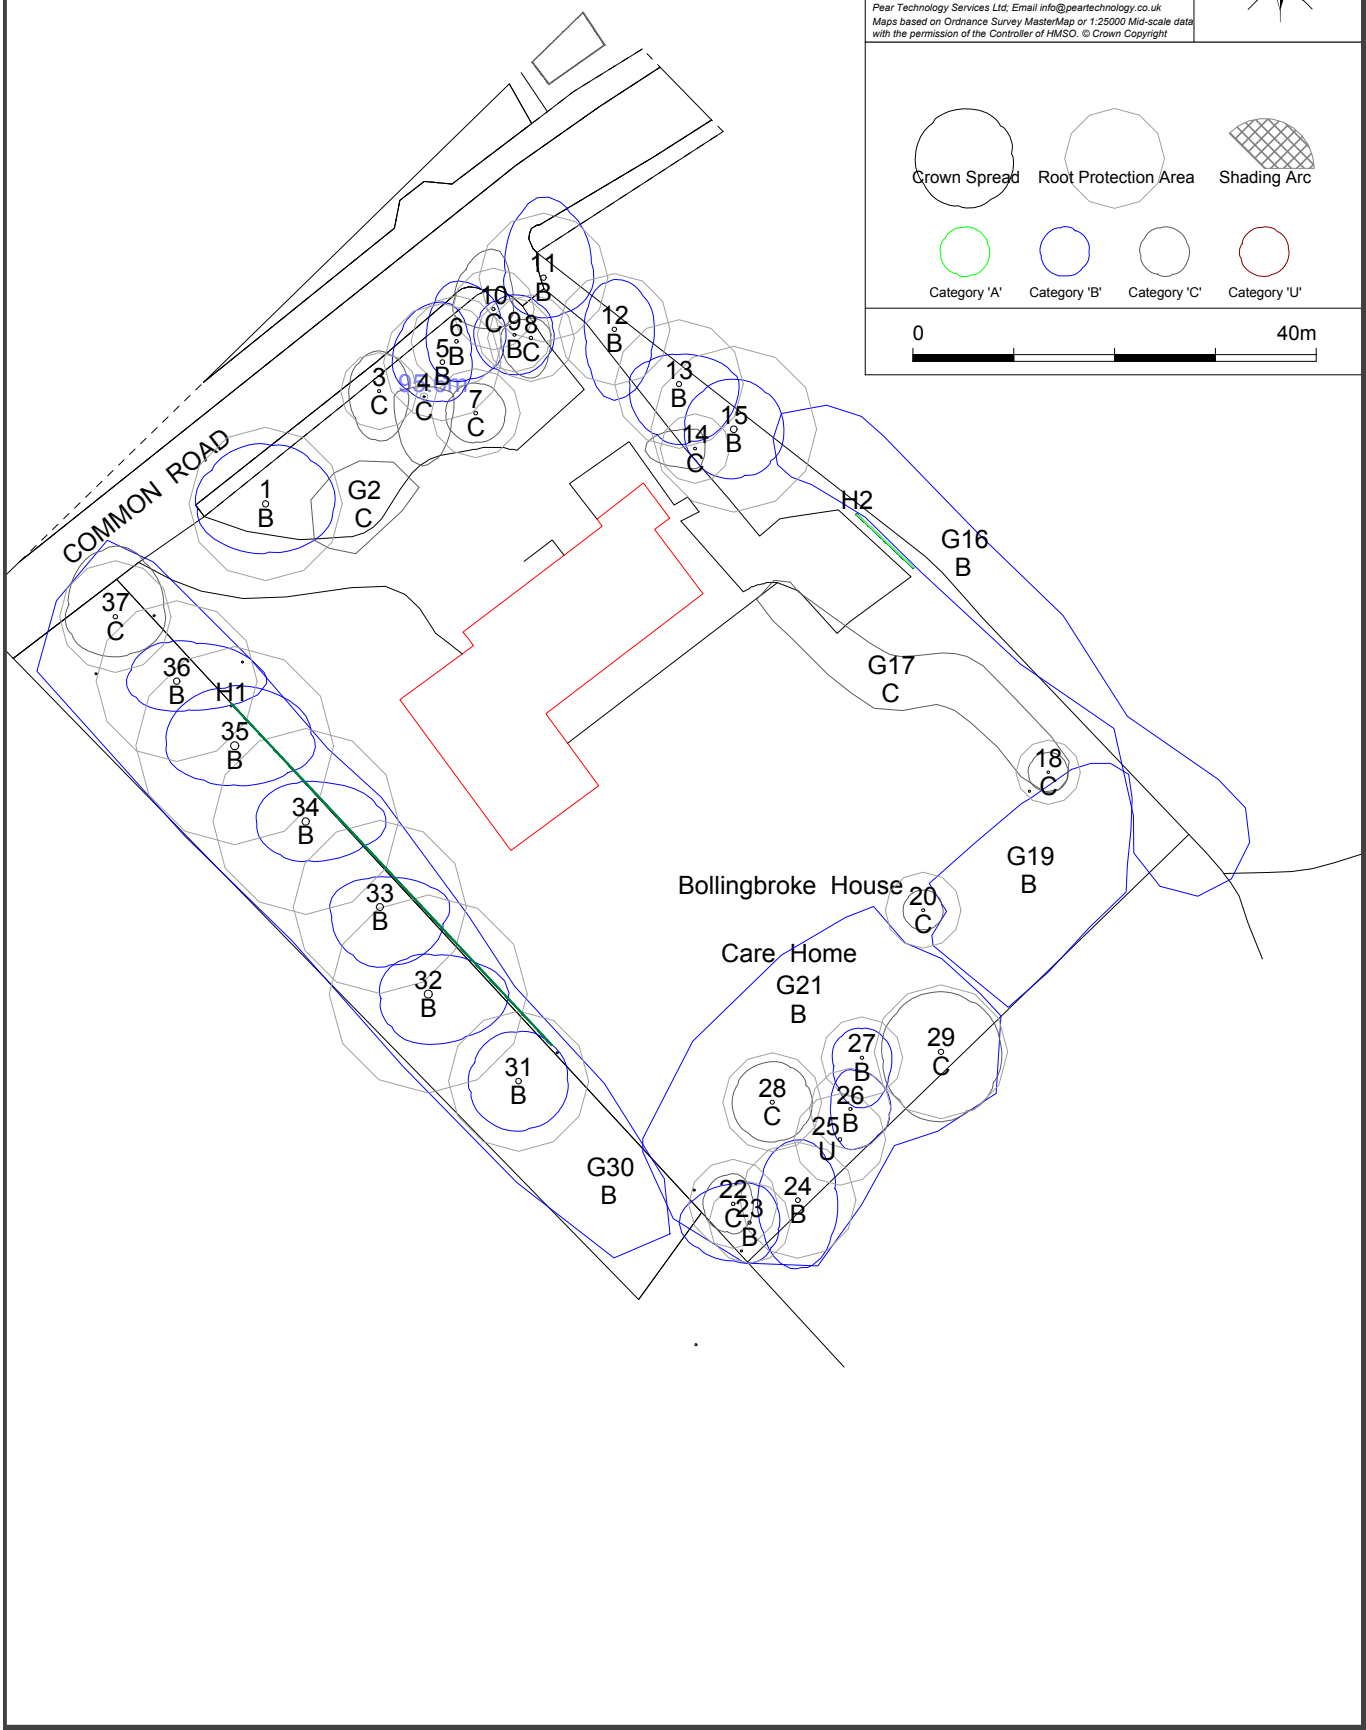 Pear Technology Services Ltd; Email info@peartechnology.co.uk
Maps based on Ordnance Survey MasterMap or 1:25000 Mid-scale data
with the permission of the Controller of HMSO. © Crown Copyright
Crown Spread
Root Protection Area
Shading Arc
Category 'A'
Category 'B'
Category 'C'
Category 'U'
0
40m
11
B
10
C
9
B
8
C
12
B
6
B
5
B
3
C
4
C
7
C
13
B
15
B
14
C
COMMON ROAD
1
B
G2
C
H2
G16
B
37
C
36
B
H1
35
B
G17
C
18
C
34
B
G19
B
33
B
Bollingbroke House
20
C
Care Home
G21
B
32
B
27
B
29
C
31
B
28
C
26
B
25
U
G30
B
22
C
23
B
24
B